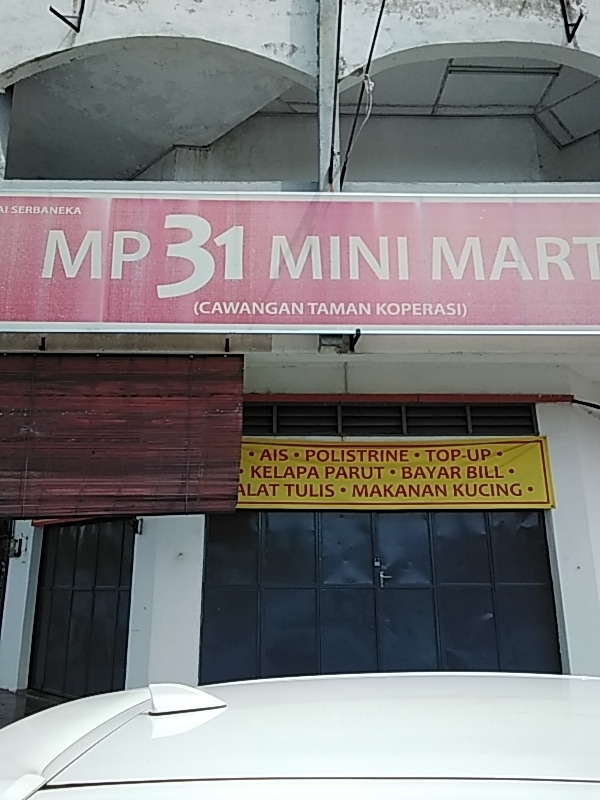 AI SERBANEKA
MP 31 MINI MART
(CAWANGAN TAMAN KOPERASI)
• AIS • POLISTRINE • TOP-UP •
• KELAPA PARUT • BAYAR BILL •
ALAT TULIS • MAKANAN KUCING •